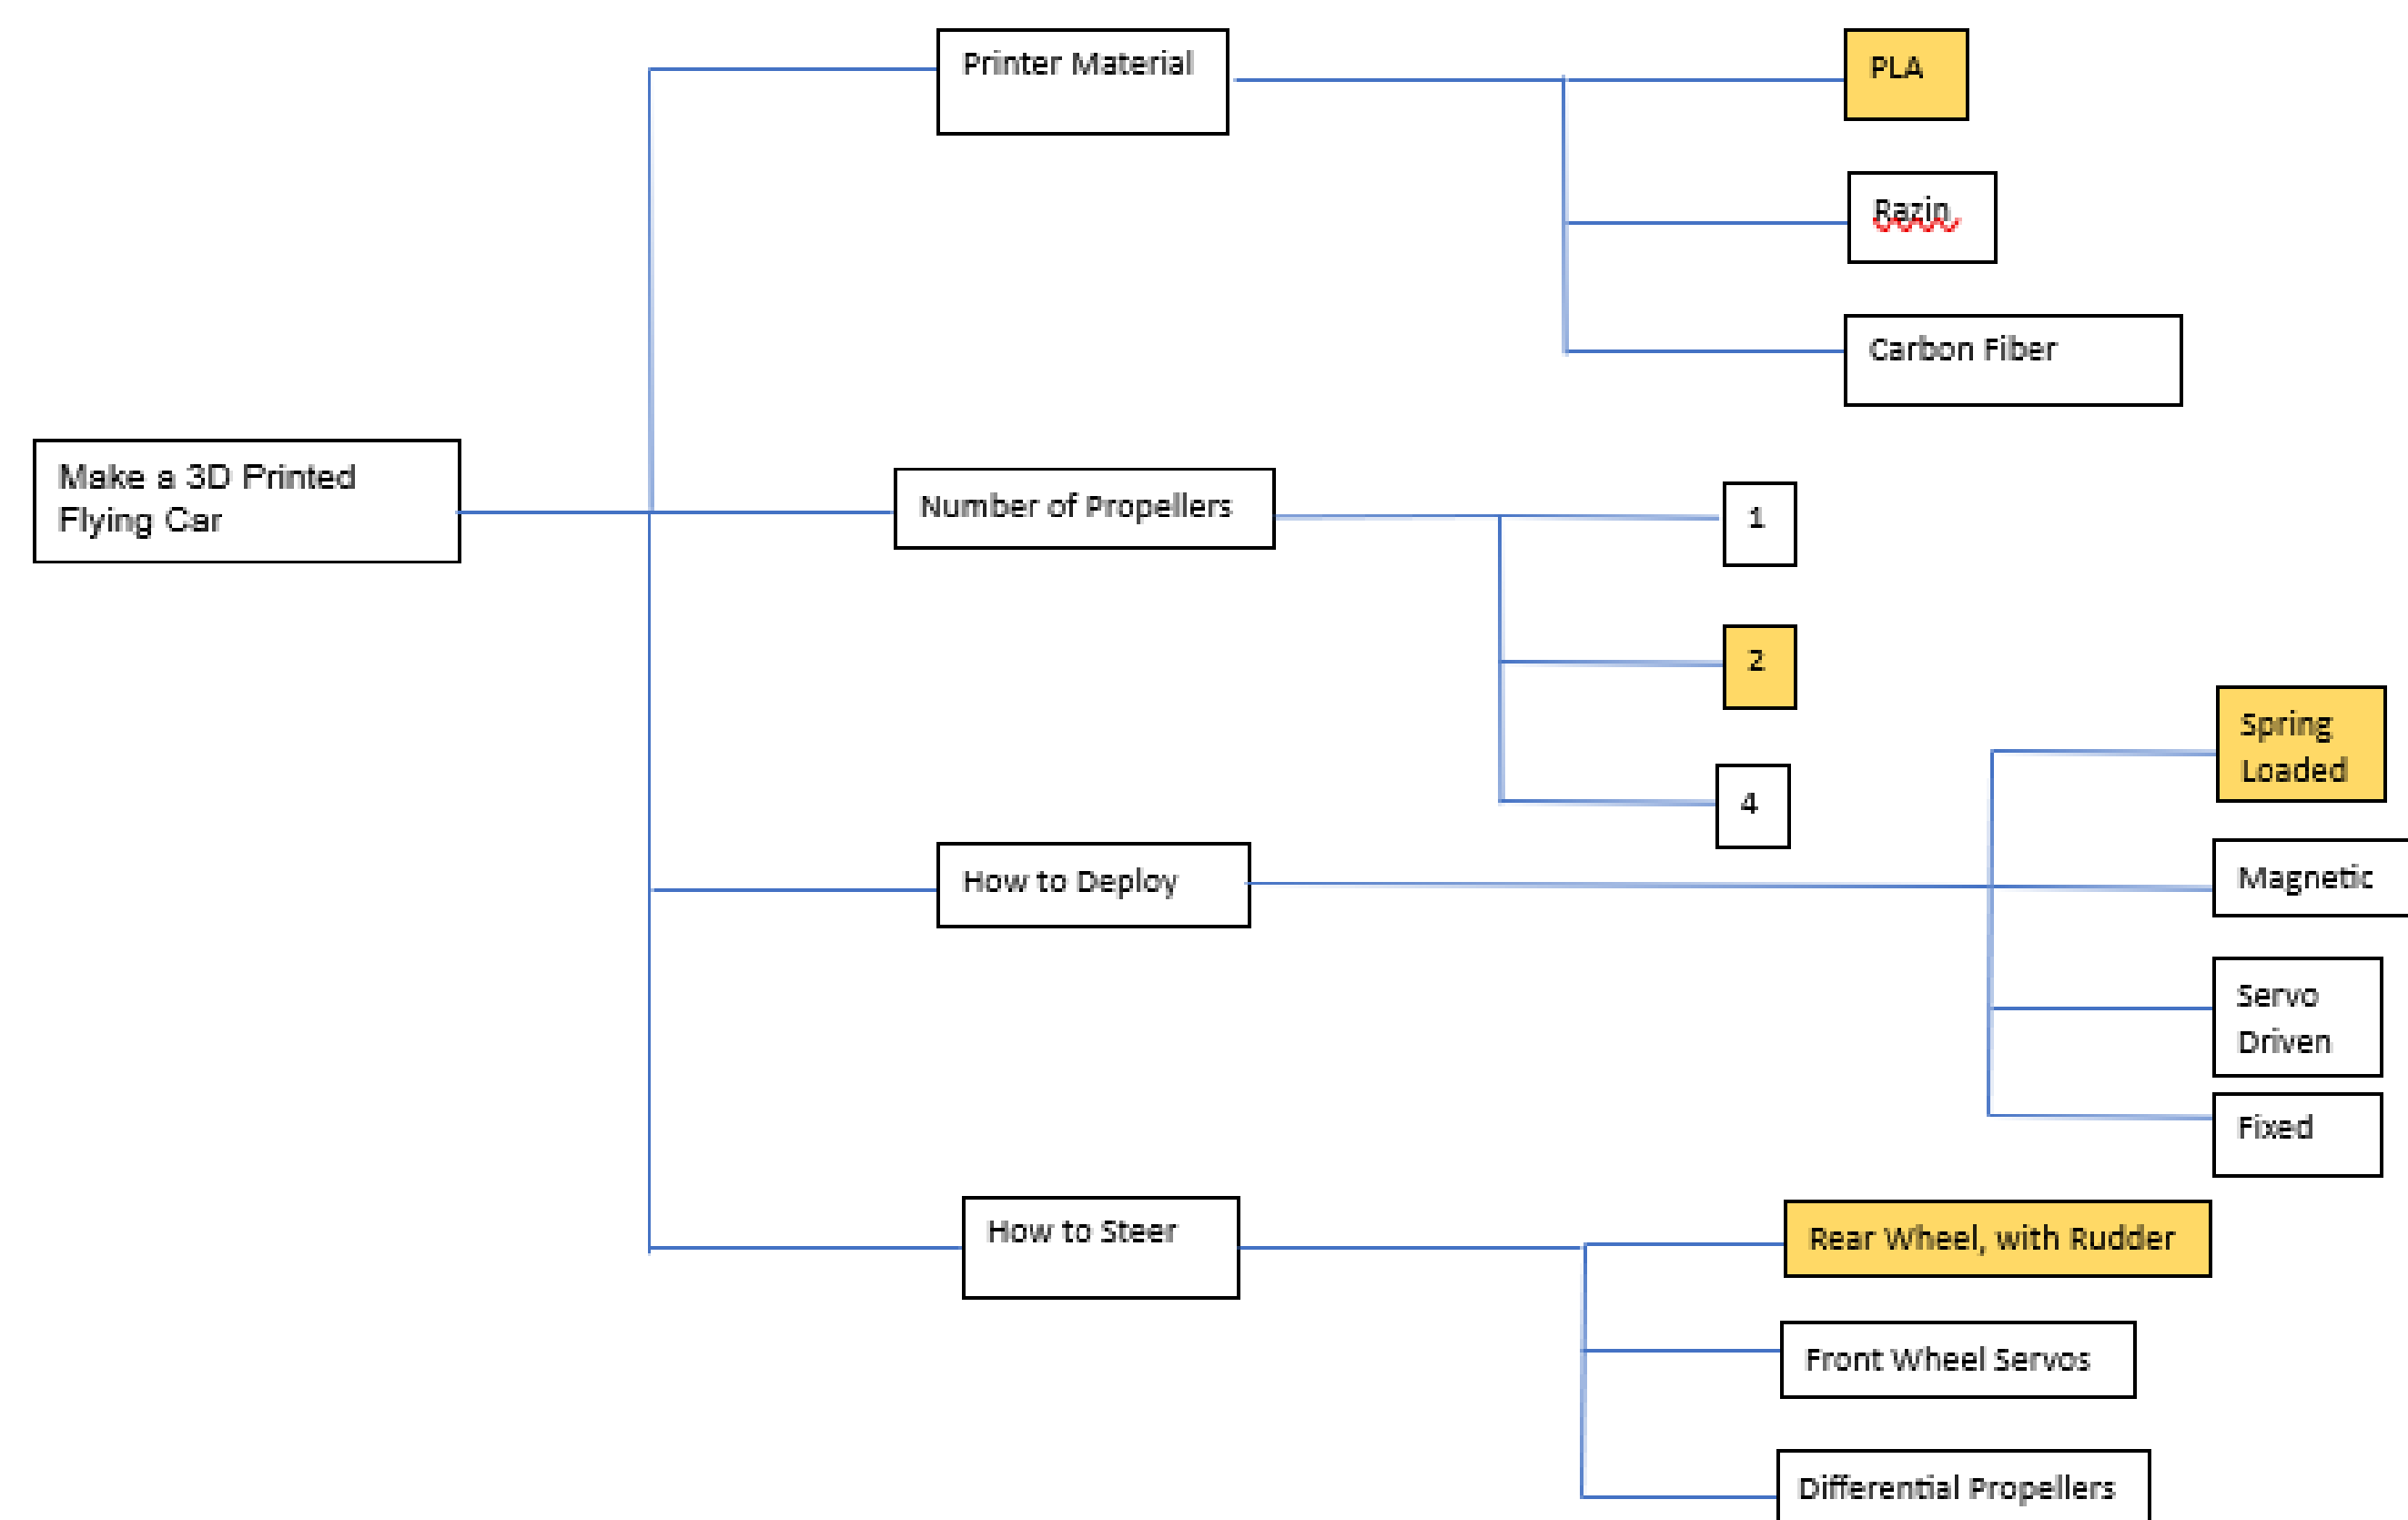 Printer Material
PLA
Razin
Carbon Fiber
Make a 3D Printed
Flying Car
Number of Propellers
1
2
4
How to Deploy
Spring
Loaded
Magnetic
Servo
Driven
Fixed
How to Steer
Rear Wheel, with Rudder
Front Wheel Servos
Differential Propellers